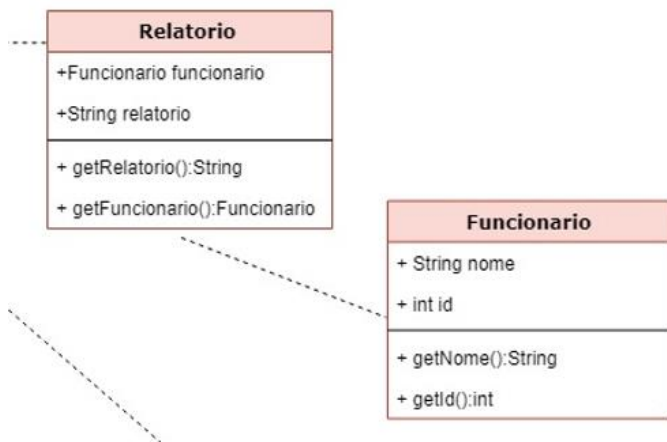 Relatorio
+Funcionario funcionario
+String relatorio
+ getRelatorio():String
+ getFuncionario():Funcionario
Funcionario
+ String nome
+ int id
+ getNome():String
+ getId():int